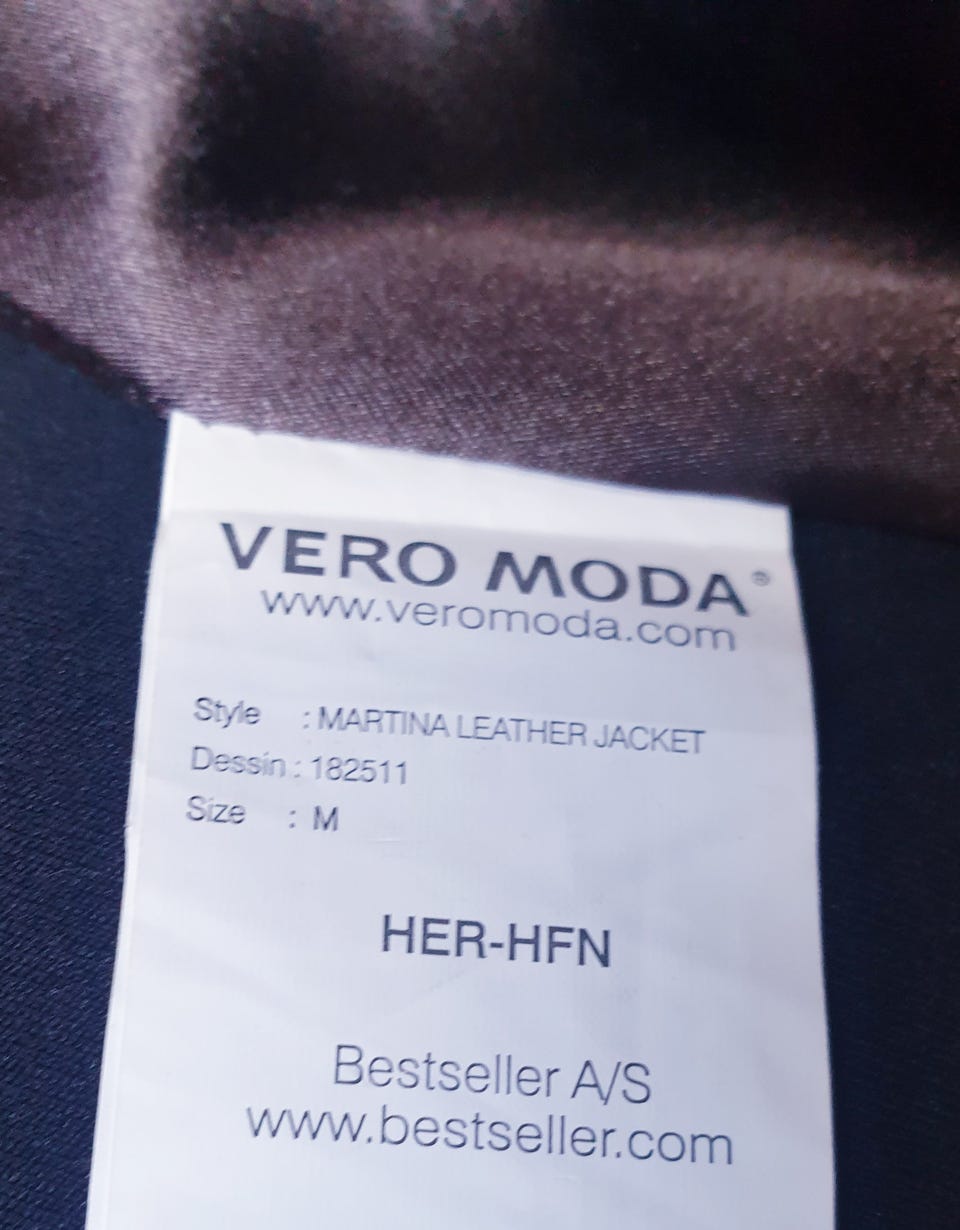 VERO MODA®
www.veromoda.com
Style : MARTINA LEATHER JACKET
Dessin : 182511
Size : M
HER-HFN
Bestseller A/S
www.bestseller.com